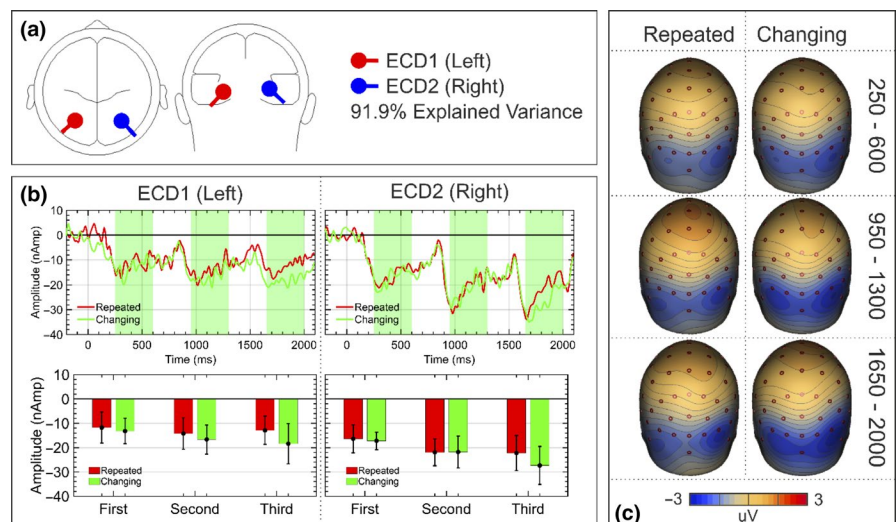 (a)
ECD1 (Left)
ECD2 (Right)
91.9% Explained Variance
(b)
ECD1 (Left)
ECD2 (Right)
Amplitude (nAmp)
10
0
−10
−20
−30
−40
Repeated
Changing
0
500
1000
1500
2000
Time (ms)
Repeated
Changing
0
500
1000
1500
2000
Time (ms)
Amplitude (nAmp)
10
0
−10
−20
−30
−40
Repeated
Changing
First
Second
Third
Repeated
Changing
First
Second
Third
Repeated
Changing
250 - 600
950 - 1300
1650 - 2000
(c)
−3
3
uV